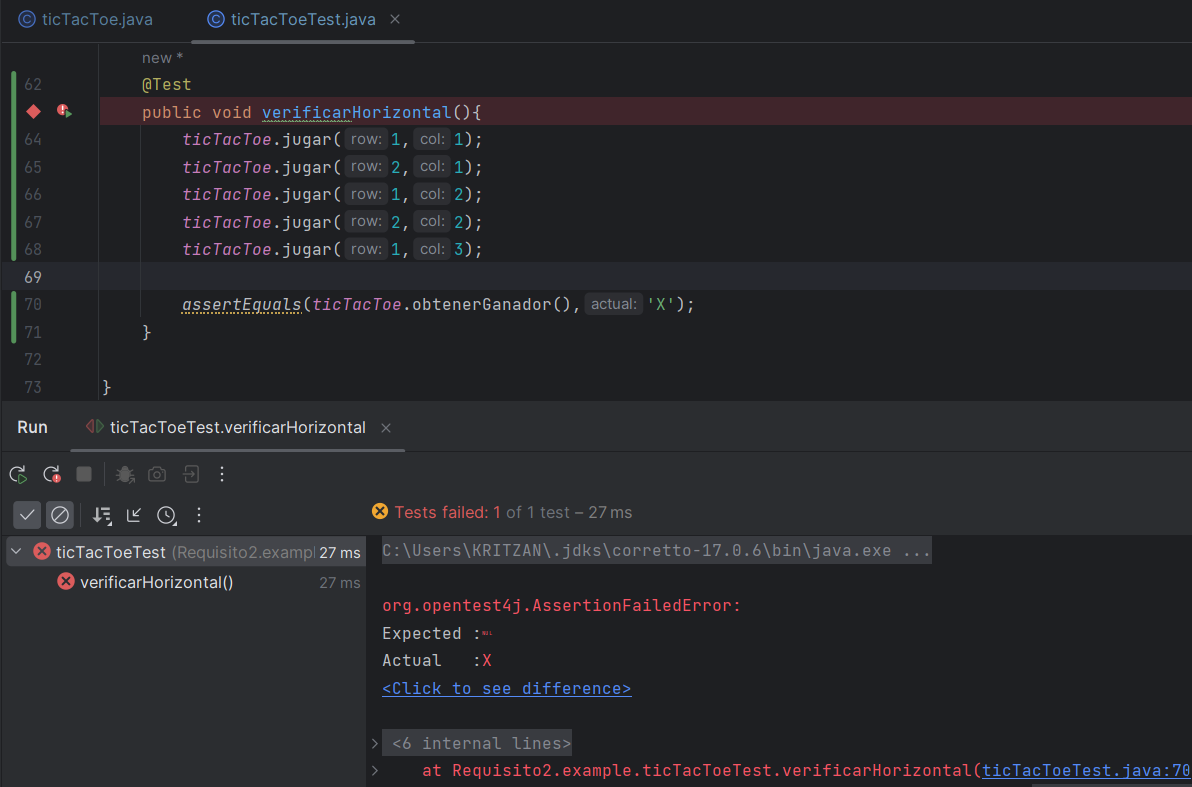 ticTacToe.java
ticTacToeTest.java
new *
62 @Test
public void verificarHorizontal(){
64 ticTacToe.jugar( row: 1, col: 1);
65 ticTacToe.jugar( row: 2, col: 1);
66 ticTacToe.jugar( row: 1, col: 2);
67 ticTacToe.jugar( row: 2, col: 2);
68 ticTacToe.jugar( row: 1, col: 3);
69
70 assertEquals(ticTacToe.obtenerGanador(), actual: 'X');
71 }
72
73 }
Run ticTacToeTest.verificarHorizontal
Tests failed: 1 of 1 test – 27 ms
ticTacToeTest (Requisito2.exampl 27 ms
verificarHorizontal() 27 ms
C:\Users\KRITZAN\.jdks\corretto-17.0.6\bin\java.exe ...
org.opentest4j.AssertionFailedError:
Expected :NUL
Actual :X
<Click to see difference>
<6 internal lines>
at Requisito2.example.ticTacToeTest.verificarHorizontal(ticTacToeTest.java:70